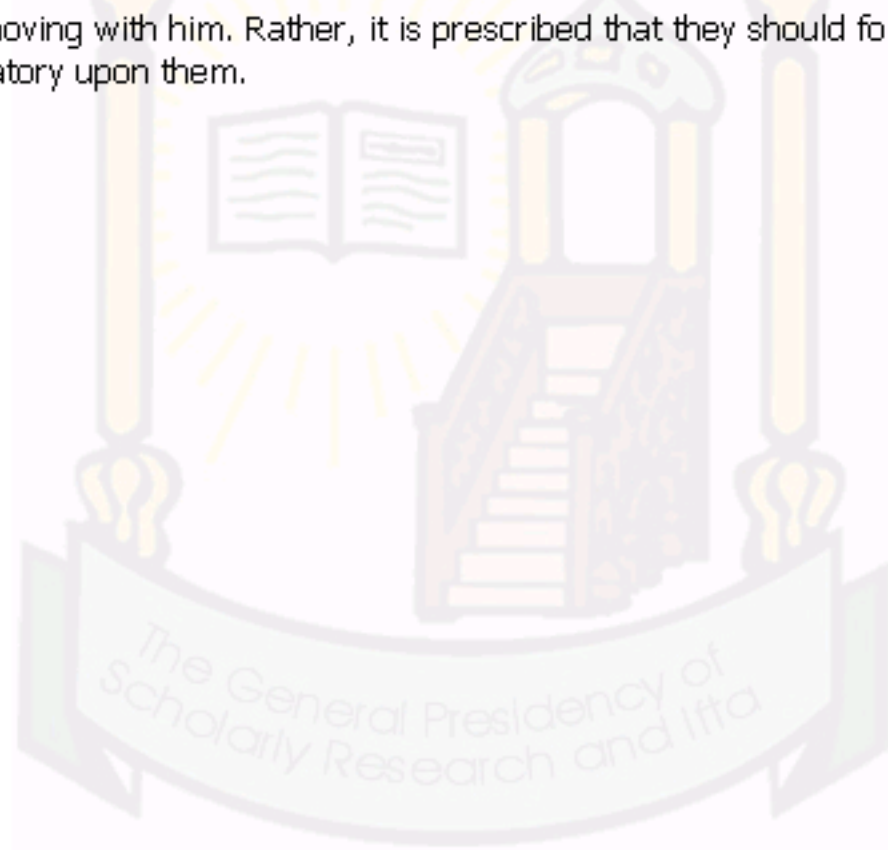 moving with him. Rather, it is prescribed that they should fo
atory upon them.
The General Presidency of
Scholarly Research and Ifta